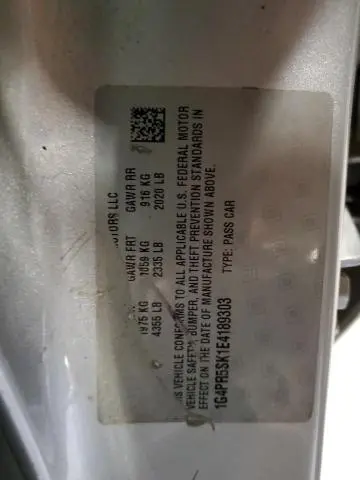 MOTORS LLC
GAWR FRT GAWR RR
1975 KG 1059 KG 916 KG
4355 LB 2335 LB 2020 LB
THIS VEHICLE CONFORMS TO ALL APPLICABLE U.S. FEDERAL MOTOR
VEHICLE SAFETY, BUMPER, AND THEFT PREVENTION STANDARDS IN
EFFECT ON THE DATE OF MANUFACTURE SHOWN ABOVE.
1G4PR5SK1E4189303 TYPE: PASS CAR